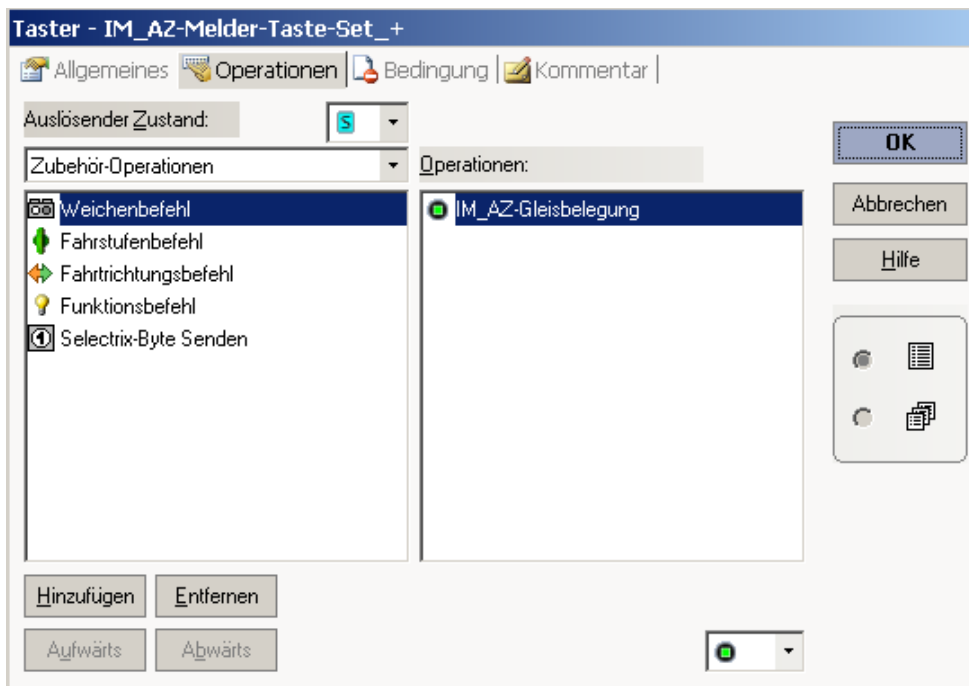 Taster - IM_AZ-Melder-Taste-Set_+
Allgemeines Operationen Bedingung Kommentar
Auslösender Zustand:
S
Zubehör-Operationen
Operationen:
Weichenbefehl
Fahrstufenbefehl
Fahrtrichtungsbefehl
Funktionsbefehl
1 Selectrix-Byte Senden
IM_AZ-Gleisbelegung
OK
Abbrechen
Hilfe
Hinzufügen Entfernen
Aufwärts Abwärts